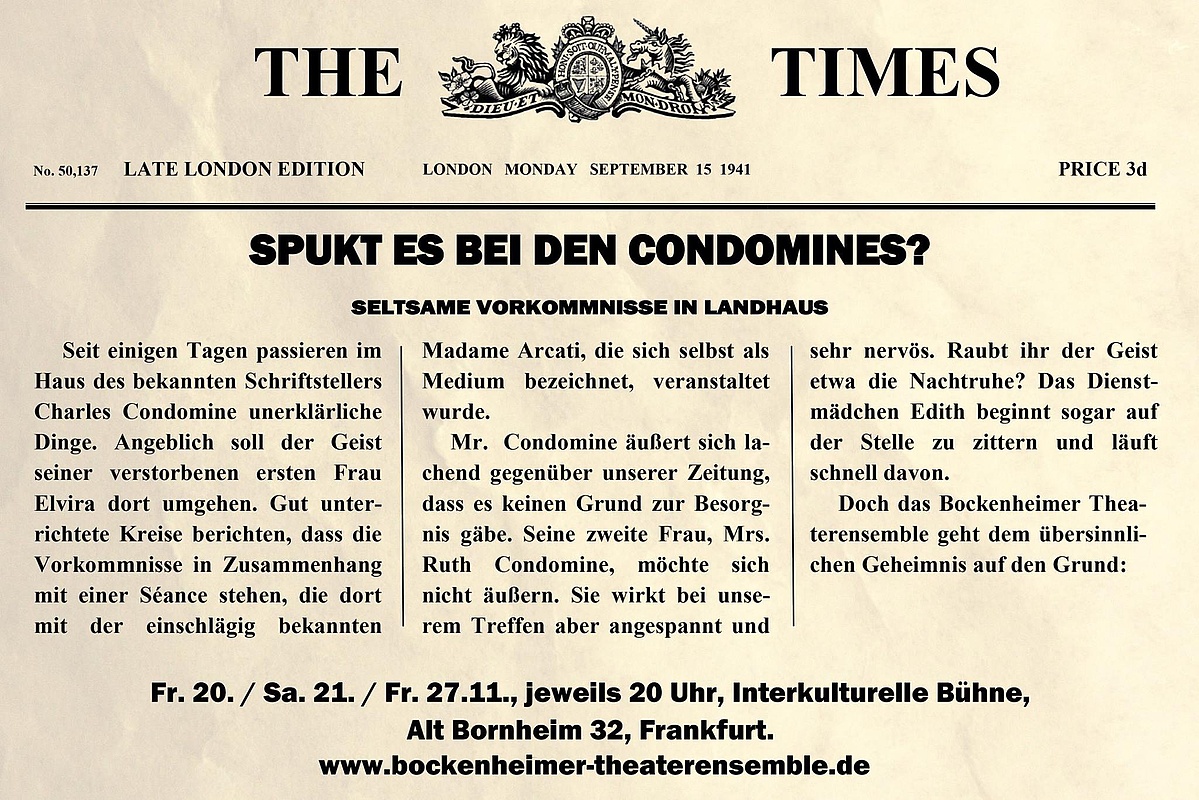 THE TIMES
HONI·SOIT·QUI·MAL·Y·PENSE
DIEU·ET MON·DROIT
No. 50,137 LATE LONDON EDITION LONDON MONDAY SEPTEMBER 15 1941 PRICE 3d
SPUKT ES BEI DEN CONDOMINES?
SELTSAME VORKOMMNISSE IN LANDHAUS
Seit einigen Tagen passieren im
Haus des bekannten Schriftstellers
Charles Condomine unerklärliche
Dinge. Angeblich soll der Geist
seiner verstorbenen ersten Frau
Elvira dort umgehen. Gut unter-
richtete Kreise berichten, dass die
Vorkommnisse in Zusammenhang
mit einer Séance stehen, die dort
mit der einschlägig bekannten
Madame Arcati, die sich selbst als
Medium bezeichnet, veranstaltet
wurde.
Mr. Condomine äußert sich la-
chend gegenüber unserer Zeitung,
dass es keinen Grund zur Besorg-
nis gäbe. Seine zweite Frau, Mrs.
Ruth Condomine, möchte sich
nicht äußern. Sie wirkt bei unse-
rem Treffen aber angespannt und
sehr nervös. Raubt ihr der Geist
etwa die Nachtruhe? Das Dienst-
mädchen Edith beginnt sogar auf
der Stelle zu zittern und läuft
schnell davon.
Doch das Bockenheimer Thea-
terensemble geht dem übersinnli-
chen Geheimnis auf den Grund:
Fr. 20. / Sa. 21. / Fr. 27.11., jeweils 20 Uhr, Interkulturelle Bühne,
Alt Bornheim 32, Frankfurt.
www.bockenheimer-theaterensemble.de